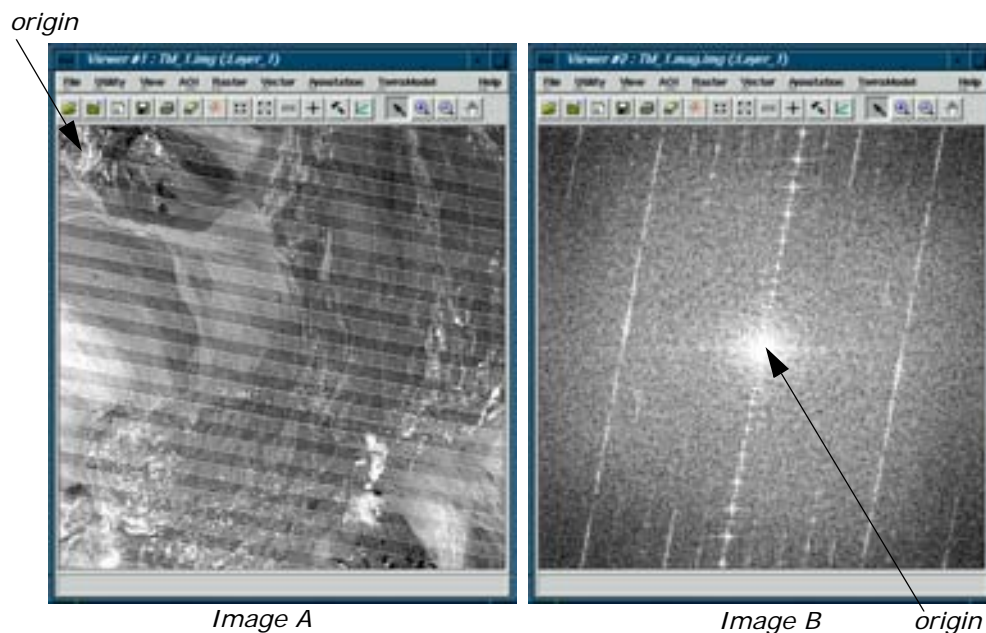 origin
Viewer #1 : TM_1.img (:Layer_1)
File Utility View AOI Raster Vector Annotation TerraModel Help
Viewer #2 : TM_1.img (:Layer_1)
File Utility View AOI Raster Vector Annotation TerraModel Help
Image A
Image B
origin